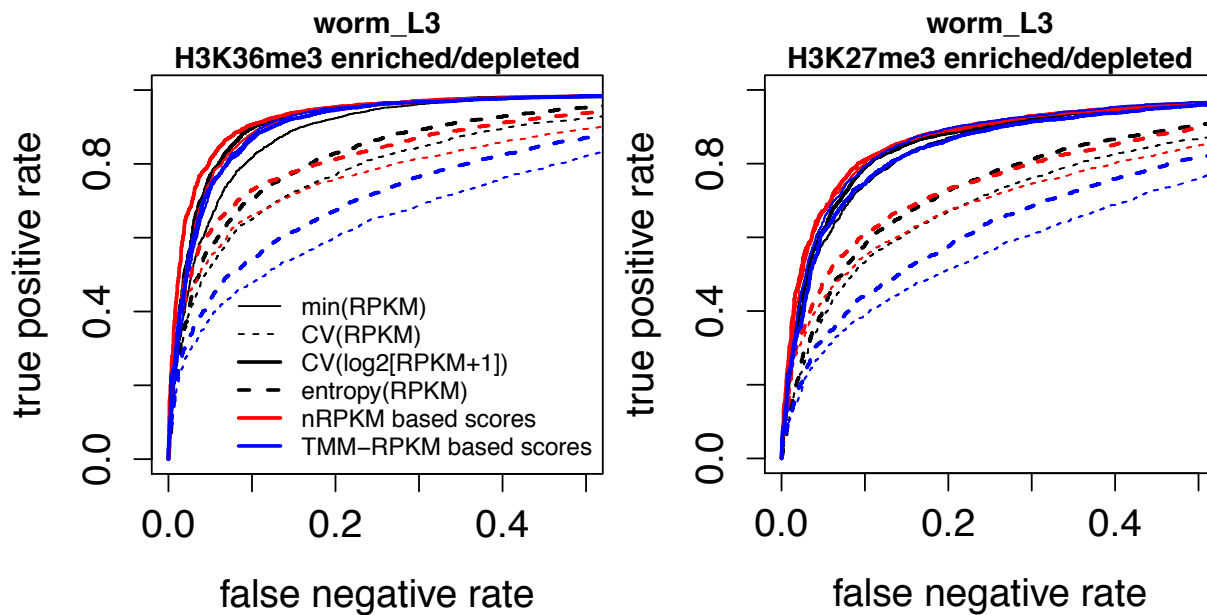 worm_L3
H3K36me3 enriched/depleted
true positive rate
0.8
0.4
0.0
min(RPKM)
CV(RPKM)
CV(log2[RPKM+1])
entropy(RPKM)
nRPKM based scores
TMM−RPKM based scores
0.0 0.2 0.4
false negative rate
worm_L3
H3K27me3 enriched/depleted
true positive rate
0.8
0.4
0.0
0.0 0.2 0.4
false negative rate